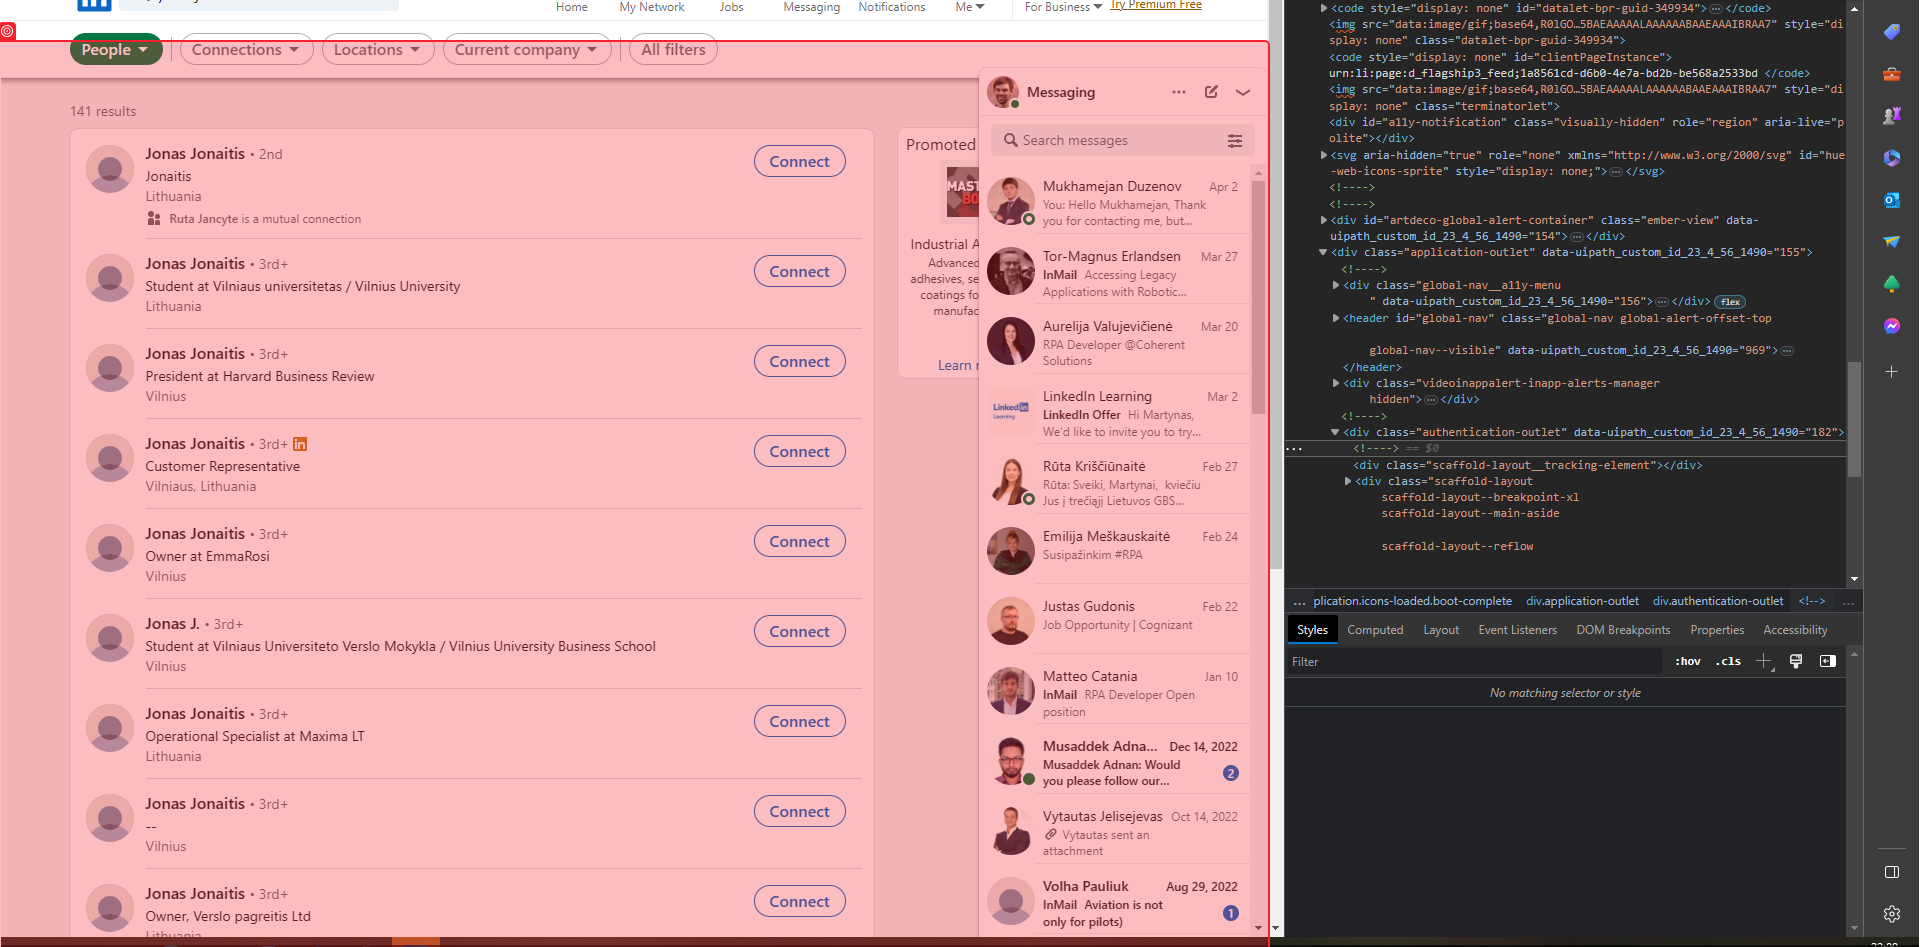 Home
My Network
Jobs
Messaging
Notifications
Me
For Business
Try Premium Free
People
Connections
Locations
Current company
All filters
141 results
Jonas Jonaitis • 2nd
Jonaitis
Lithuania
Ruta Jancyte is a mutual connection
Connect
Jonas Jonaitis • 3rd+
Student at Vilniaus universitetas / Vilnius University
Lithuania
Connect
Jonas Jonaitis • 3rd+
President at Harvard Business Review
Vilnius
Connect
Jonas Jonaitis • 3rd+ in
Customer Representative
Vilniaus, Lithuania
Connect
Jonas Jonaitis • 3rd+
Owner at EmmaRosi
Vilnius
Connect
Jonas J. • 3rd+
Student at Vilniaus Universiteto Verslo Mokykla / Vilnius University Business School
Vilnius
Connect
Jonas Jonaitis • 3rd+
Operational Specialist at Maxima LT
Lithuania
Connect
Jonas Jonaitis • 3rd+
--
Vilnius
Connect
Jonas Jonaitis • 3rd+
Owner, Verslo pagreitis Ltd
Lithuania
Connect
Promoted
MAST
BO
Industrial A
Advanced
adhesives, se
coatings fo
manufac
Learn
Messaging
Search messages
Mukhamejan Duzenov Apr 2
You: Hello Mukhamejan, Thank
you for contacting me, but...
Tor-Magnus Erlandsen Mar 27
InMail Accessing Legacy
Applications with Robotic...
Aurelija Valujevičienė Mar 20
RPA Developer @Coherent
Solutions
Linked in
Learning
LinkedIn Learning Mar 2
LinkedIn Offer Hi Martynas,
We'd like to invite you to try...
Rūta Kriščiūnaitė Feb 27
Rūta: Sveiki, Martynai, kviečiu
Jus į trečiąjį Lietuvos GBS...
Emilija Meškauskaitė Feb 24
Susipažinkim #RPA
Justas Gudonis Feb 22
Job Opportunity | Cognizant
Matteo Catania Jan 10
InMail RPA Developer Open
position
Musaddek Adna... Dec 14, 2022
Musaddek Adnan: Would
you please follow our...
2
Vytautas Jelisejevas Oct 14, 2022
Vytautas sent an
attachment
Volha Pauliuk Aug 29, 2022
InMail Aviation is not
only for pilots)
1
<code style="display: none" id="datalet-bpr-guid-349934">…</code>
<img src="data:image/gif;base64,R0lGO…5BAEAAAAALAAAAAABAAEAAAIBRAA7" style="di
splay: none" class="datalet-bpr-guid-349934">
<code style="display: none" id="clientPageInstance">
urn:li:page:d_flagship3_feed;1a8561cd-d6b0-4e7a-bd2b-be568a2533bd </code>
<img src="data:image/gif;base64,R0lGO…5BAEAAAAALAAAAAABAAEAAAIBRAA7" style="di
splay: none" class="terminatorlet">
<div id="a11y-notification" class="visually-hidden" role="region" aria-live="p
olite"></div>
<svg aria-hidden="true" role="none" xmlns="http://www.w3.org/2000/svg" id="hue
-web-icons-sprite" style="display: none;">…</svg>
<!---->
<!---->
<div id="artdeco-global-alert-container" class="ember-view" data-
uipath_custom_id_23_4_56_1490="154">…</div>
<div class="application-outlet" data-uipath_custom_id_23_4_56_1490="155">
<!---->
<div class="global-nav__a11y-menu
" data-uipath_custom_id_23_4_56_1490="156">…</div> flex
<header id="global-nav" class="global-nav global-alert-offset-top
global-nav--visible" data-uipath_custom_id_23_4_56_1490="969">…
</header>
<div class="videoinappalert-inapp-alerts-manager
hidden">…</div>
<!---->
<div class="authentication-outlet" data-uipath_custom_id_23_4_56_1490="182">
... <!----> == $0
<div class="scaffold-layout__tracking-element"></div>
<div class="scaffold-layout
scaffold-layout--breakpoint-xl
scaffold-layout--main-aside
scaffold-layout--reflow
... plication.icons-loaded.boot-complete div.application-outlet div.authentication-outlet <!--> ...
Styles Computed Layout Event Listeners DOM Breakpoints Properties Accessibility
Filter :hov .cls
No matching selector or style